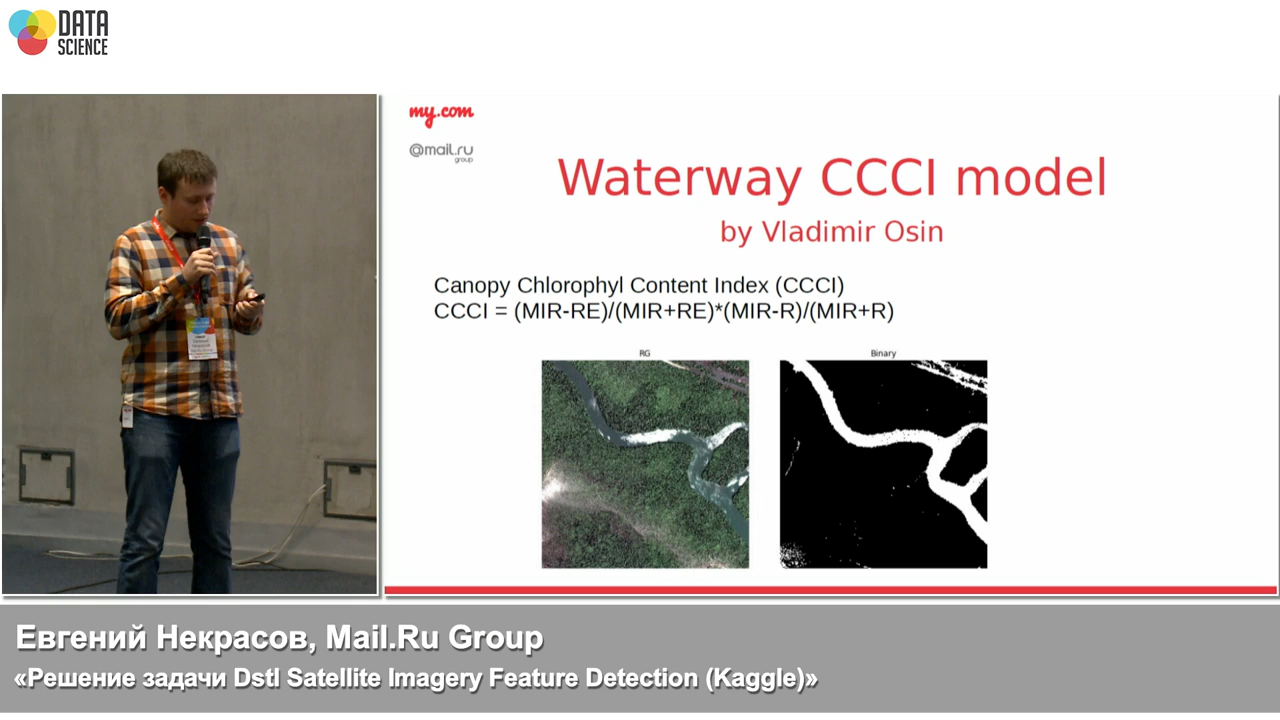 DATA
SCIENCE
my.com
@mail.ru
group
Waterway CCCI model
by Vladimir Osin
Canopy Chlorophyl Content Index (CCCI)
CCCI = (MIR-RE)/(MIR+RE)*(MIR-R)/(MIR+R)
RG
Binary
Евгений Некрасов, Mail.Ru Group
«Решение задачи Dstl Satellite Imagery Feature Detection (Kaggle)»